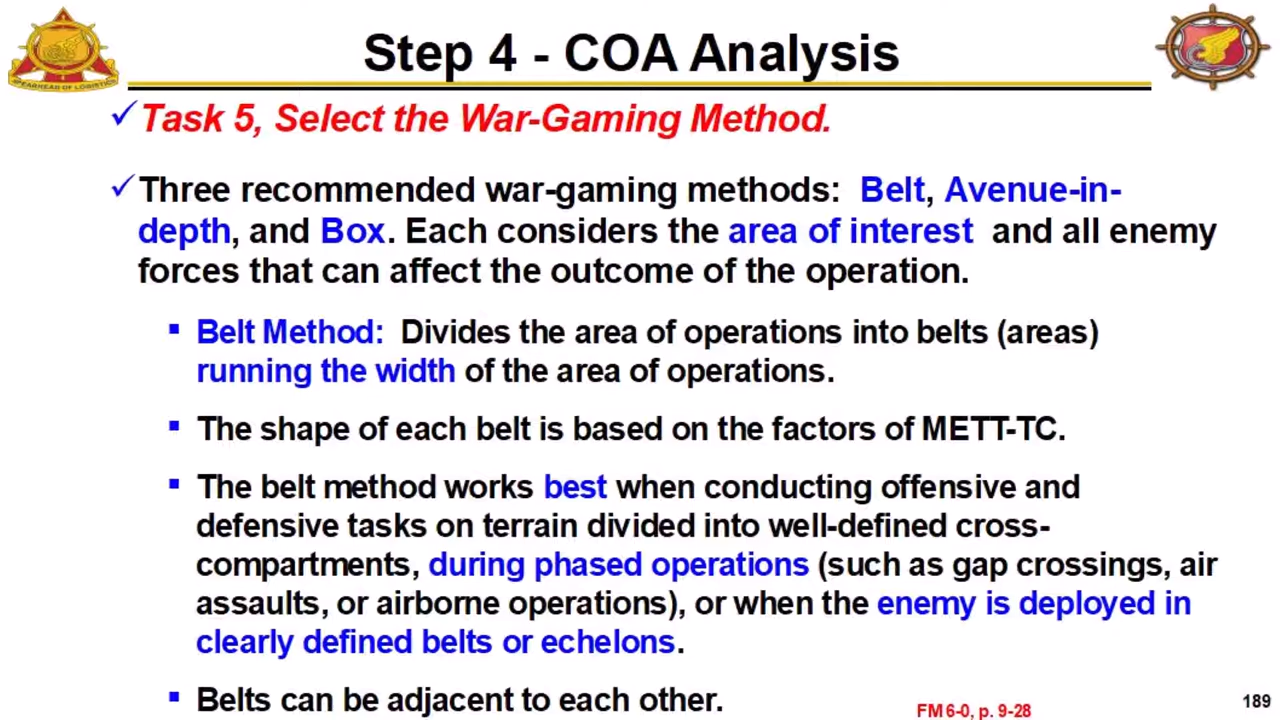 Step 4 - COA Analysis
SPEARHEAD OF LOGISTICS
✓ Task 5, Select the War-Gaming Method.
✓ Three recommended war-gaming methods: Belt, Avenue-in-
depth, and Box. Each considers the area of interest and all enemy
forces that can affect the outcome of the operation.
▪ Belt Method: Divides the area of operations into belts (areas)
running the width of the area of operations.
▪ The shape of each belt is based on the factors of METT-TC.
▪ The belt method works best when conducting offensive and
defensive tasks on terrain divided into well-defined cross-
compartments, during phased operations (such as gap crossings, air
assaults, or airborne operations), or when the enemy is deployed in
clearly defined belts or echelons.
▪ Belts can be adjacent to each other.
FM 6-0, p. 9-28
189